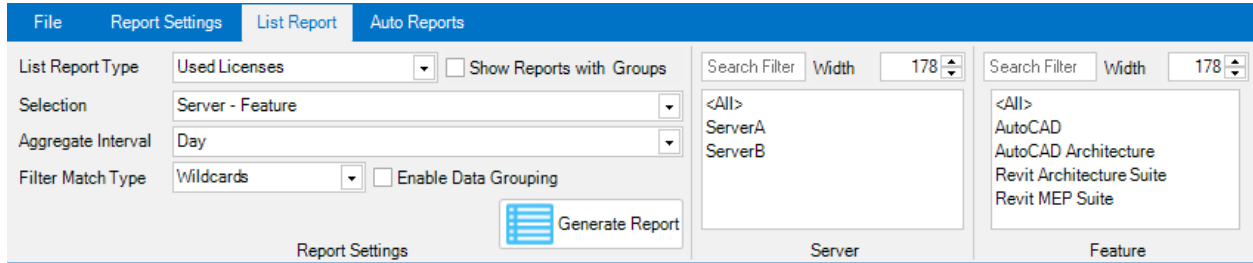 File Report Settings List Report Auto Reports
List Report Type Used Licenses Show Reports with Groups
Selection Server - Feature
Aggregate Interval Day
Filter Match Type Wildcards Enable Data Grouping
Generate Report
Report Settings
Search Filter Width 178
<All>
ServerA
ServerB
Server
Search Filter Width 178
<All>
AutoCAD
AutoCAD Architecture
Revit Architecture Suite
Revit MEP Suite
Feature